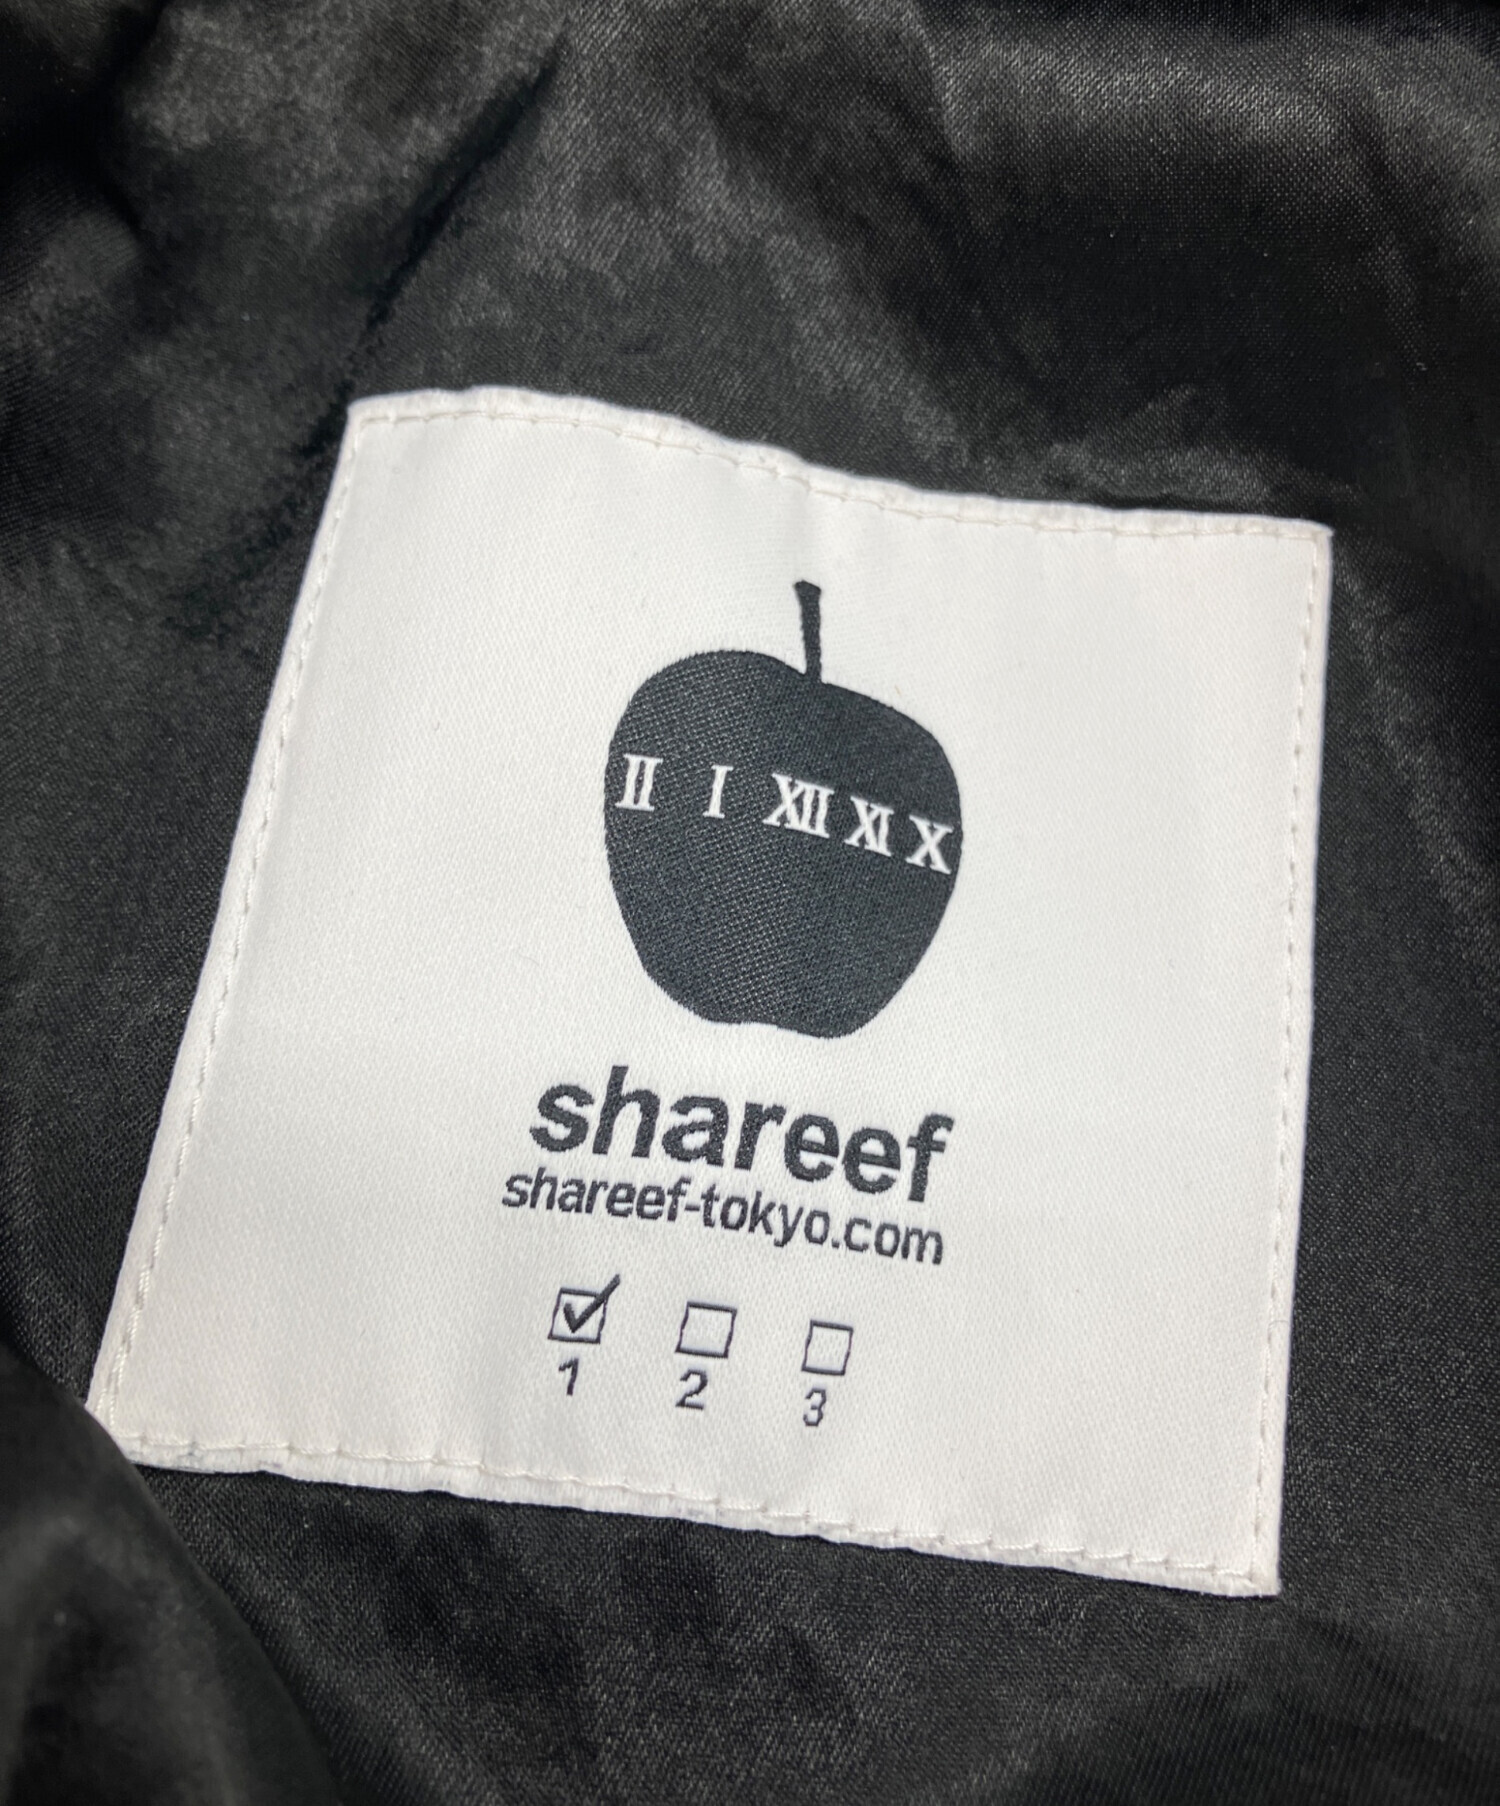 II I XII XI X
shareef
shareef-tokyo.com
1 2 3